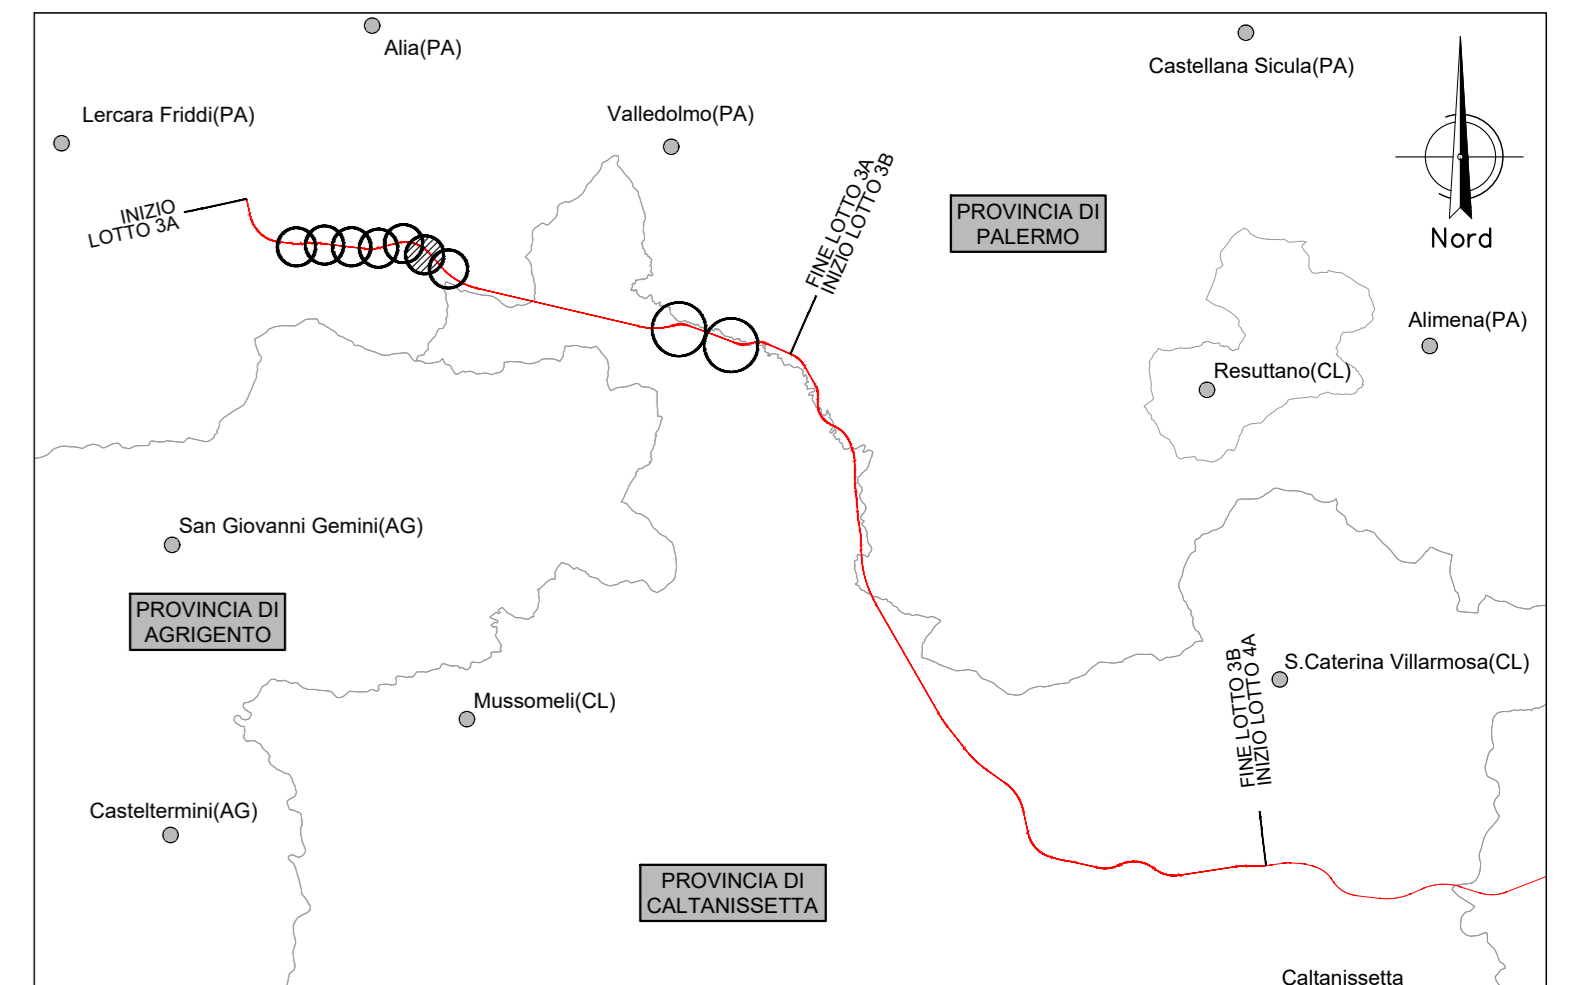 Alia(PA)
Castellana Sicula(PA)
Lercara Friddi(PA)
Valledolmo(PA)
INIZIO
LOTTO 3A
FINE LOTTO 3A
INIZIO LOTTO 3B
PROVINCIA DI
PALERMO
Nord
Alimena(PA)
Resuttano(CL)
San Giovanni Gemini(AG)
PROVINCIA DI
AGRIGENTO
FINE LOTTO 3B
INIZIO LOTTO 4A
S.Caterina Villarmosa(CL)
Mussomeli(CL)
Casteltermini(AG)
PROVINCIA DI
CALTANISSETTA
Caltanissetta